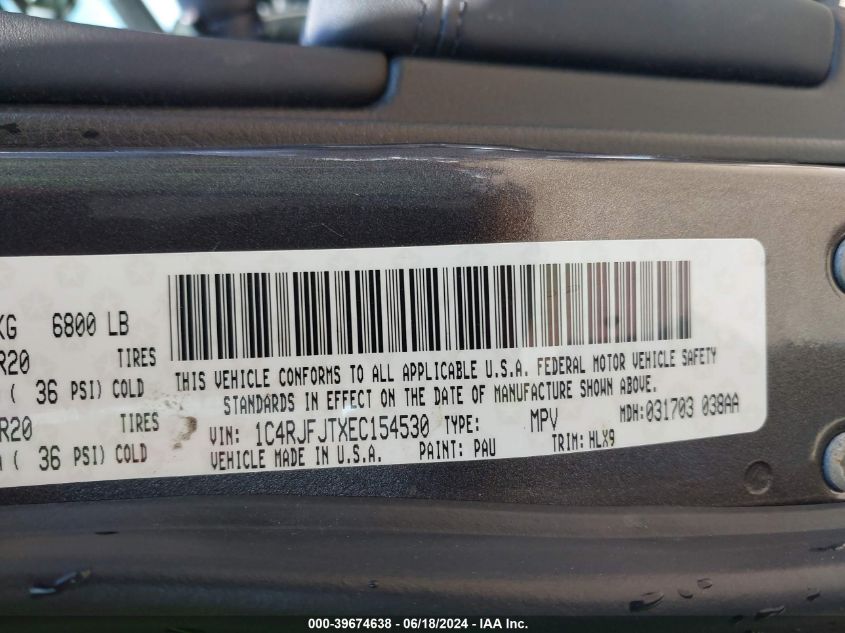 KG 6800 LB
R20 TIRES
( 36 PSI) COLD
R20 TIRES
( 36 PSI) COLD
THIS VEHICLE CONFORMS TO ALL APPLICABLE U.S.A. FEDERAL MOTOR VEHICLE SAFETY
STANDARDS IN EFFECT ON THE DATE OF MANUFACTURE SHOWN ABOVE.
VIN: 1C4RJFJTXEC154530 TYPE: MPV MDH:031703 038AA
VEHICLE MADE IN U.S.A. PAINT: PAU TRIM: HLX9
000-39674638 - 06/18/2024 - IAA Inc.